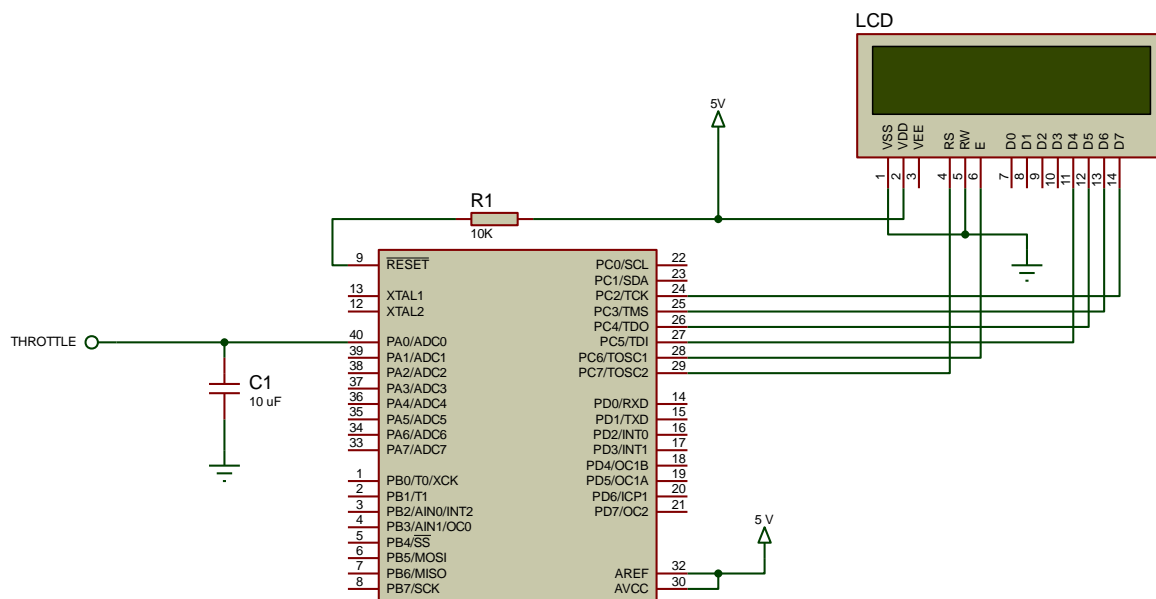 LCD
VSS
VDD
VEE
RS
RW
E
D0
D1
D2
D3
D4
D5
D6
D7
1
2
3
4
5
6
7
8
9
10
11
12
13
14
5V
R1
10K
9 RESET
13 XTAL1
12 XTAL2
THROTTLE
40 PA0/ADC0
39 PA1/ADC1
38 PA2/ADC2
37 PA3/ADC3
36 PA4/ADC4
35 PA5/ADC5
34 PA6/ADC6
33 PA7/ADC7
C1
10 uF
1 PB0/T0/XCK
2 PB1/T1
3 PB2/AIN0/INT2
4 PB3/AIN1/OC0
5 PB4/SS
6 PB5/MOSI
7 PB6/MISO
8 PB7/SCK
PC0/SCL 22
PC1/SDA 23
PC2/TCK 24
PC3/TMS 25
PC4/TDO 26
PC5/TDI 27
PC6/TOSC1 28
PC7/TOSC2 29
PD0/RXD 14
PD1/TXD 15
PD2/INT0 16
PD3/INT1 17
PD4/OC1B 18
PD5/OC1A 19
PD6/ICP1 20
PD7/OC2 21
5 V
AREF 32
AVCC 30